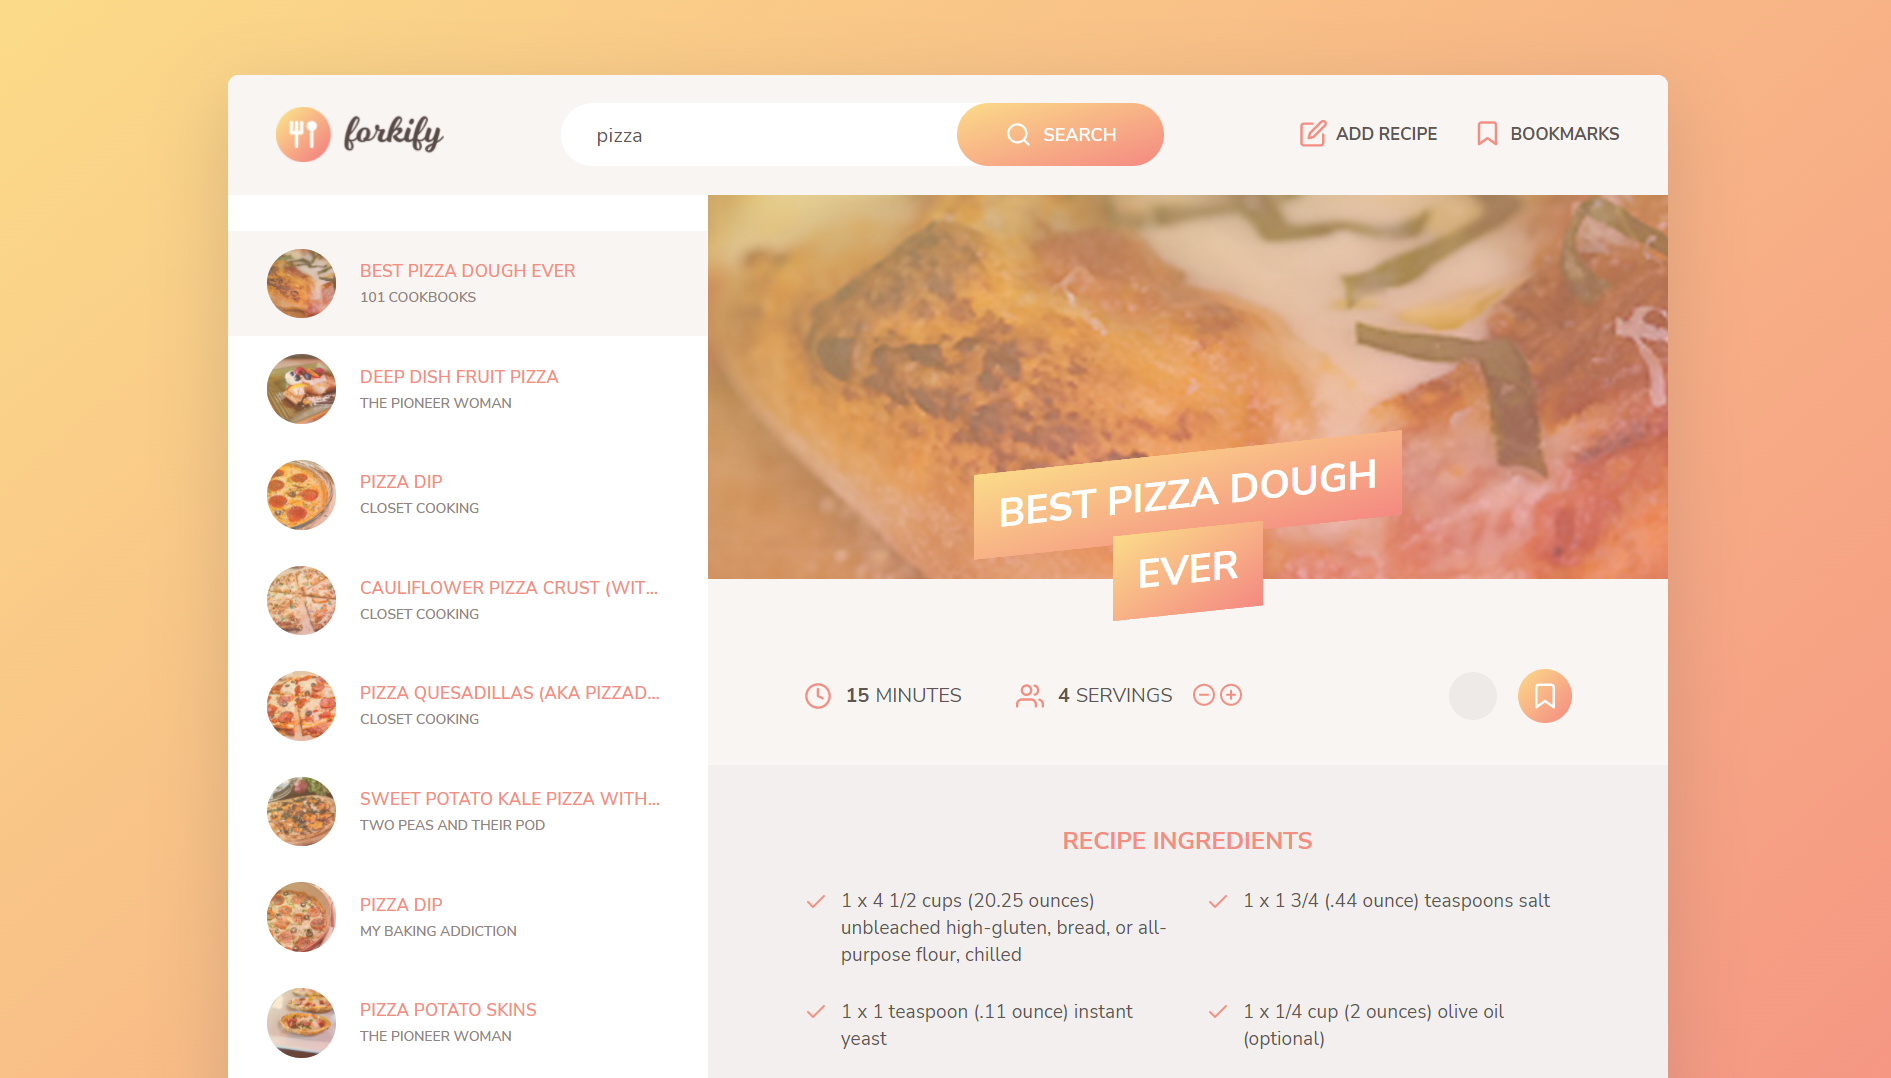 forkify
pizza
SEARCH
ADD RECIPE
BOOKMARKS
BEST PIZZA DOUGH EVER
101 COOKBOOKS
DEEP DISH FRUIT PIZZA
THE PIONEER WOMAN
PIZZA DIP
CLOSET COOKING
CAULIFLOWER PIZZA CRUST (WIT...
CLOSET COOKING
PIZZA QUESADILLAS (AKA PIZZAD...
CLOSET COOKING
SWEET POTATO KALE PIZZA WITH...
TWO PEAS AND THEIR POD
PIZZA DIP
MY BAKING ADDICTION
PIZZA POTATO SKINS
THE PIONEER WOMAN
BEST PIZZA DOUGH
EVER
15 MINUTES
4 SERVINGS
RECIPE INGREDIENTS
1 x 4 1/2 cups (20.25 ounces)
unbleached high-gluten, bread, or all-
purpose flour, chilled
1 x 1 3/4 (.44 ounce) teaspoons salt
1 x 1 teaspoon (.11 ounce) instant
yeast
1 x 1/4 cup (2 ounces) olive oil
(optional)